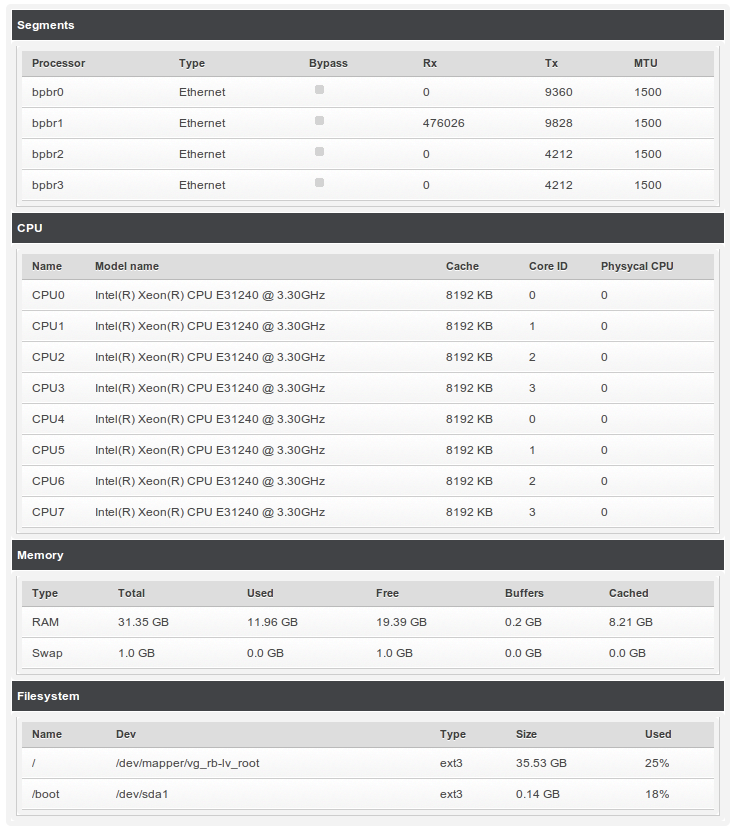 Segments
Processor Type Bypass Rx Tx MTU
bpbr0 Ethernet 0 9360 1500
bpbr1 Ethernet 476026 9828 1500
bpbr2 Ethernet 0 4212 1500
bpbr3 Ethernet 0 4212 1500
CPU
Name Model name Cache Core ID Physycal CPU
CPU0 Intel(R) Xeon(R) CPU E31240 @ 3.30GHz 8192 KB 0 0
CPU1 Intel(R) Xeon(R) CPU E31240 @ 3.30GHz 8192 KB 1 0
CPU2 Intel(R) Xeon(R) CPU E31240 @ 3.30GHz 8192 KB 2 0
CPU3 Intel(R) Xeon(R) CPU E31240 @ 3.30GHz 8192 KB 3 0
CPU4 Intel(R) Xeon(R) CPU E31240 @ 3.30GHz 8192 KB 0 0
CPU5 Intel(R) Xeon(R) CPU E31240 @ 3.30GHz 8192 KB 1 0
CPU6 Intel(R) Xeon(R) CPU E31240 @ 3.30GHz 8192 KB 2 0
CPU7 Intel(R) Xeon(R) CPU E31240 @ 3.30GHz 8192 KB 3 0
Memory
Type Total Used Free Buffers Cached
RAM 31.35 GB 11.96 GB 19.39 GB 0.2 GB 8.21 GB
Swap 1.0 GB 0.0 GB 1.0 GB 0.0 GB 0.0 GB
Filesystem
Name Dev Type Size Used
/ /dev/mapper/vg_rb-lv_root ext3 35.53 GB 25%
/boot /dev/sda1 ext3 0.14 GB 18%